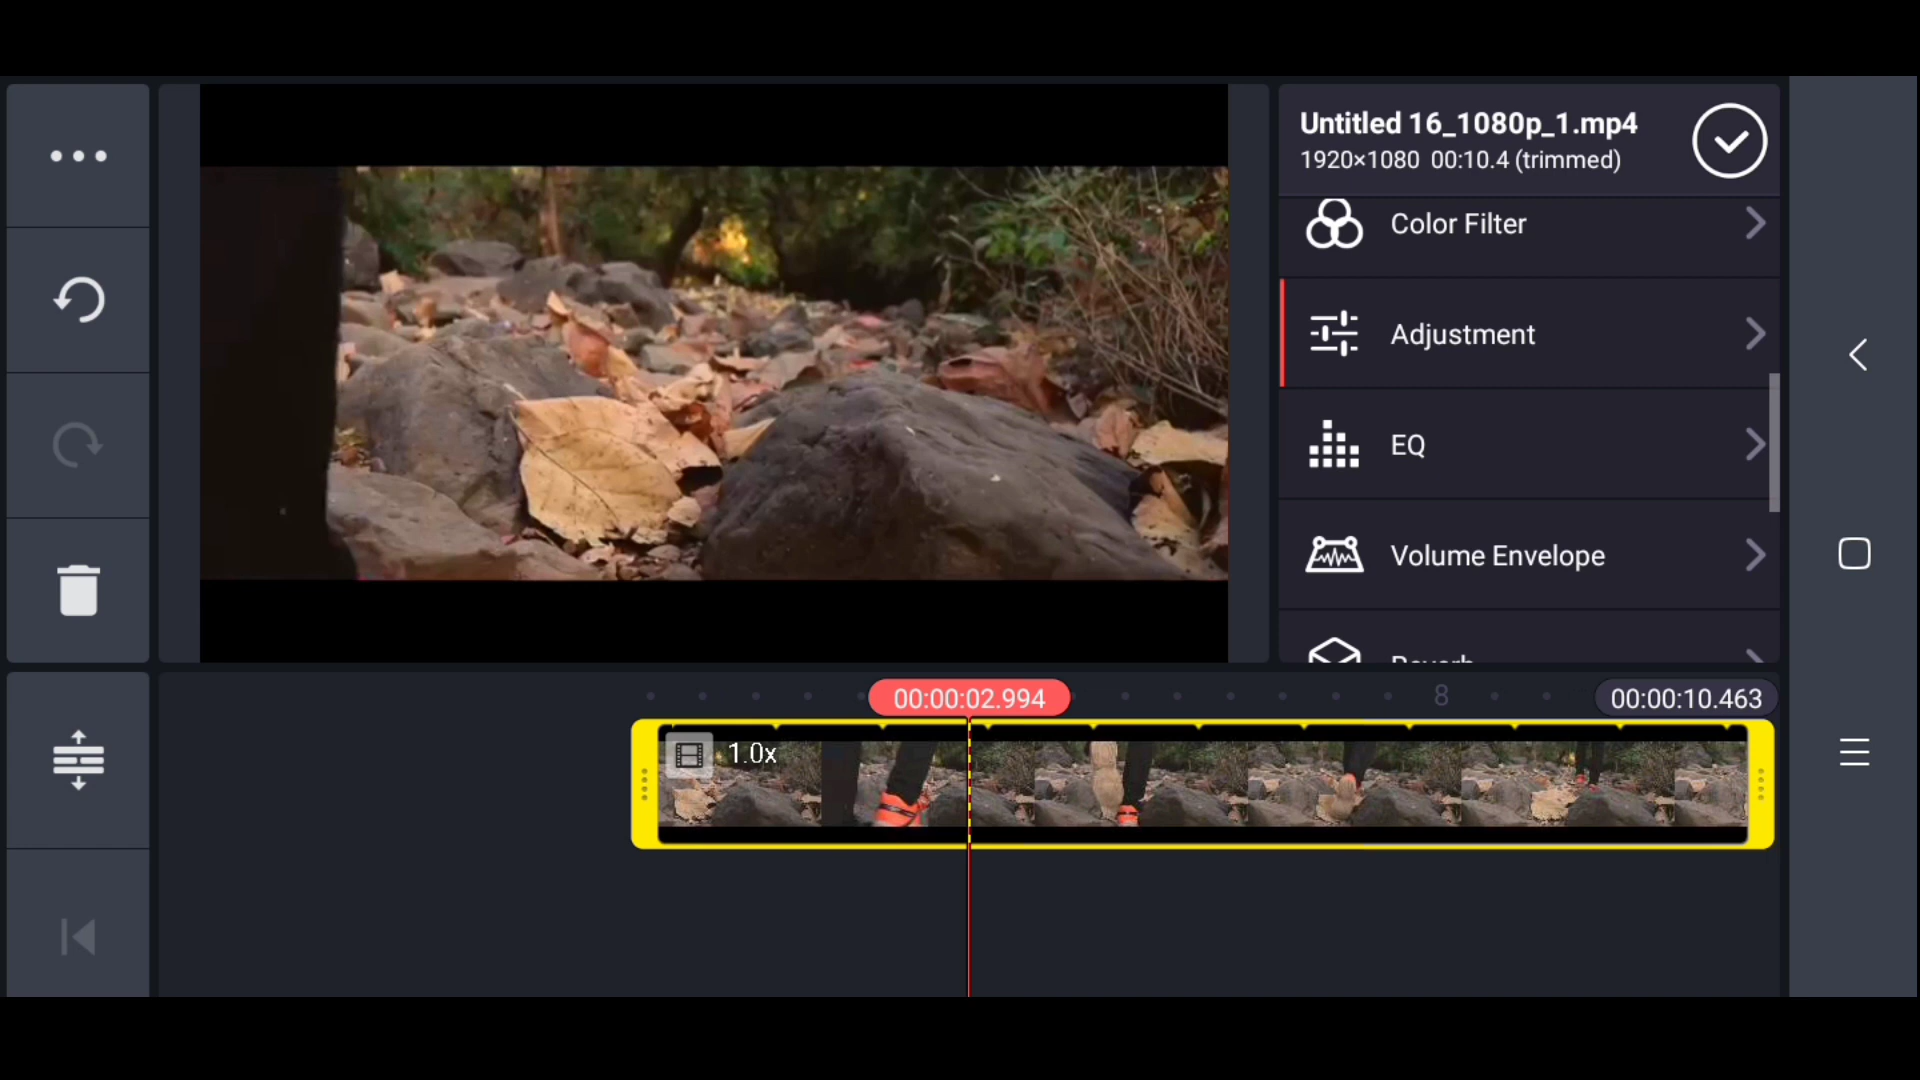 Untitled 16_1080p_1.mp4
1920×1080 00:10.4 (trimmed)
Color Filter
Adjustment
EQ
Volume Envelope
Reverb
00:00:02.994
8
00:00:10.463
1.0x